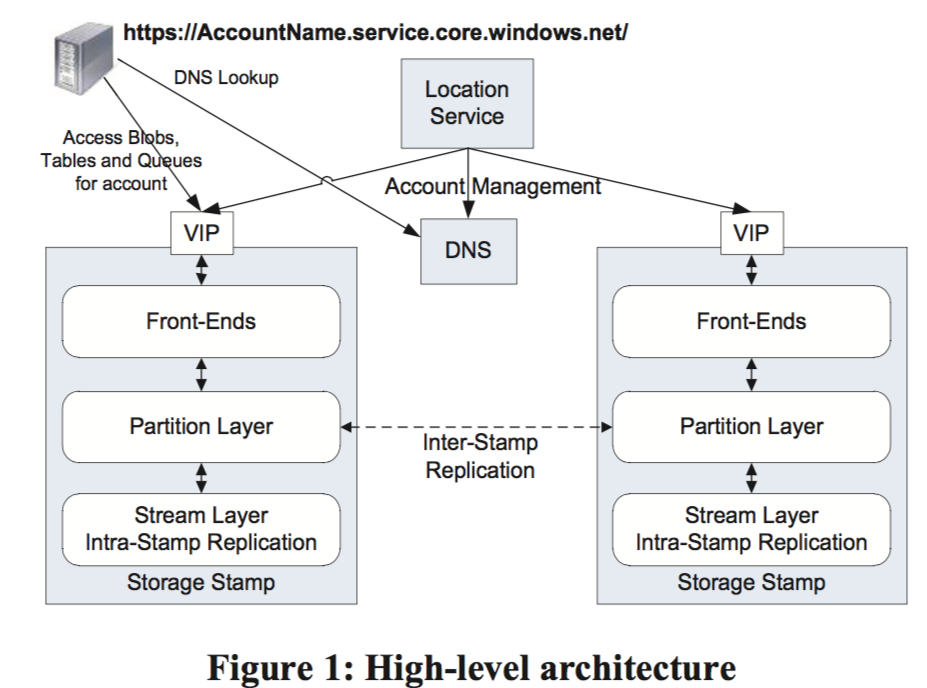 https://AccountName.service.core.windows.net/
DNS Lookup
Location
Service
Access Blobs,
Tables and Queues
for account
Account Management
VIP
DNS
VIP
Front-Ends
Front-Ends
Partition Layer
Partition Layer
Inter-Stamp
Replication
Stream Layer
Intra-Stamp Replication
Stream Layer
Intra-Stamp Replication
Storage Stamp
Storage Stamp
Figure 1: High-level architecture